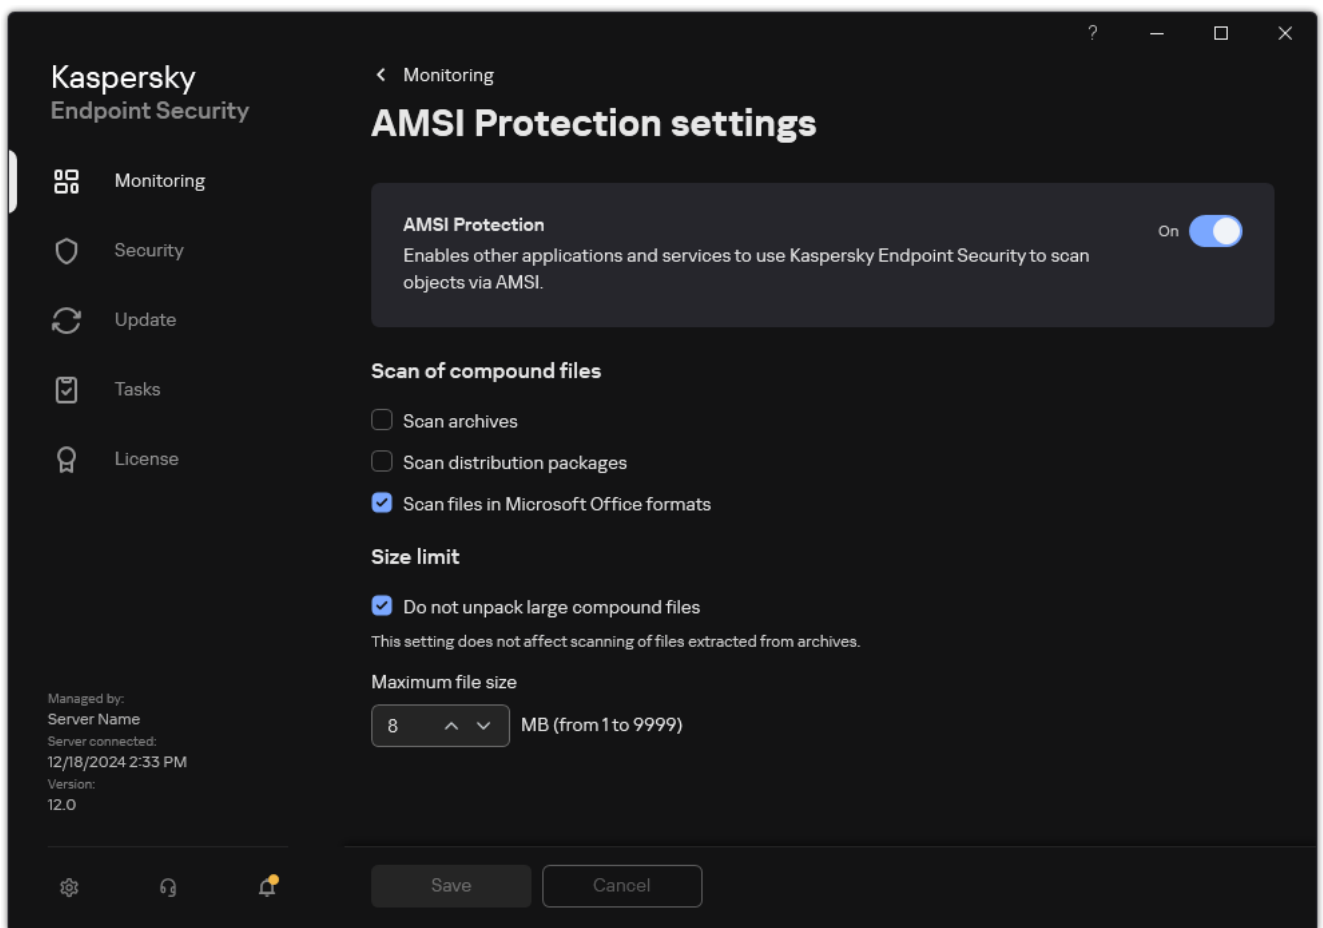 ?
Kaspersky
Endpoint Security
Monitoring
Security
Update
Tasks
License
Managed by:
Server Name
Server connected:
12/18/2024 2:33 PM
Version:
12.0
Monitoring
AMSI Protection settings
AMSI Protection
On
Enables other applications and services to use Kaspersky Endpoint Security to scan
objects via AMSI.
Scan of compound files
Scan archives
Scan distribution packages
Scan files in Microsoft Office formats
Size limit
Do not unpack large compound files
This setting does not affect scanning of files extracted from archives.
Maximum file size
8 MB (from 1 to 9999)
Save
Cancel